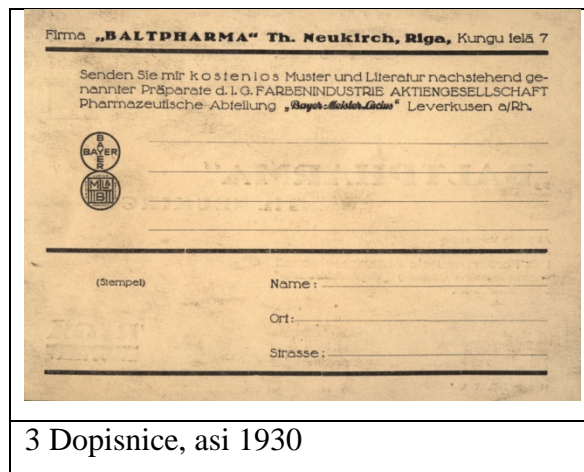 Firma „BALTPHARMA“ Th. Neukirch, Riga, Kungu ielā 7
Senden Sie mir kostenlos Muster und Literatur nachstehend ge-
nannter Präparate d. I. G. FARBENINDUSTRIE AKTIENGESELLSCHAFT
Pharmazeutische Abteilung „Bayer-Meister-Lucius“ Leverkusen a/Rh.
BAYER
BAYER
M L & B
(Stempel)
Name:
Ort:
Strasse:
3 Dopisnice, asi 1930